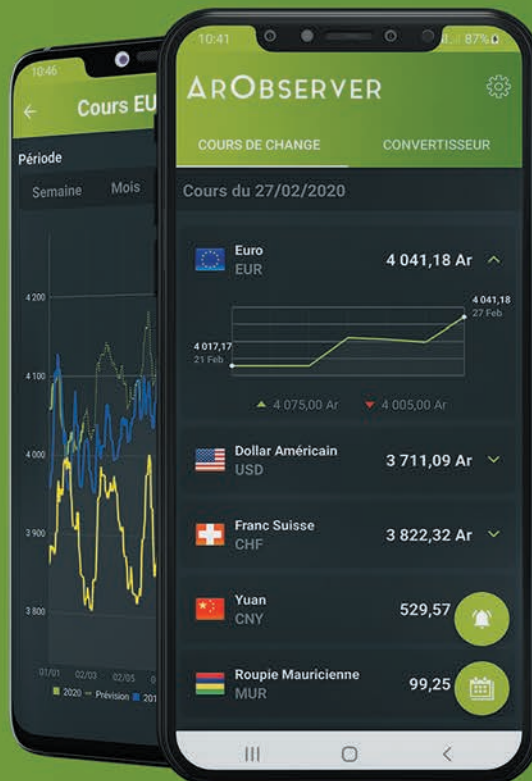 10:46
Cours EU
Période
Semaine Mois
4 200
4 100
4 000
3 900
3 800
01/01 02/03 02/05
2020 Prévision 201
10:41
87%
AROBSERVER
COURS DE CHANGE CONVERTISSEUR
Cours du 27/02/2020
Euro
EUR
4 041,18 Ar
4 041,18
27 Feb
4 017,17
21 Feb
4 075,00 Ar 4 005,00 Ar
Dollar Américain
USD
3 711,09 Ar
Franc Suisse
CHF
3 822,32 Ar
Yuan
CNY
529,57
Roupie Mauricienne
MUR
99,25